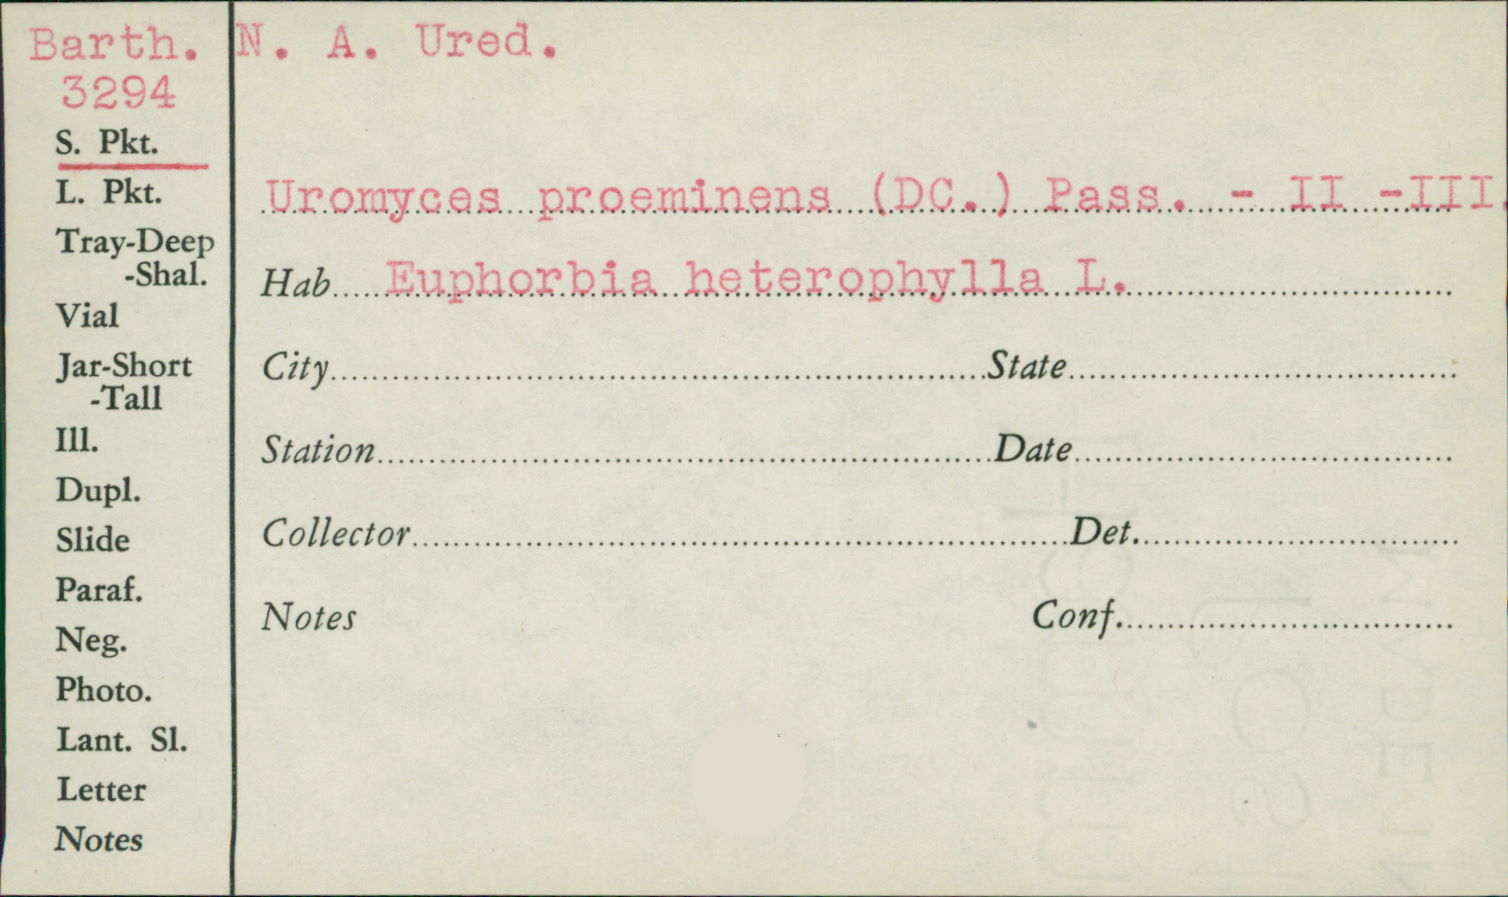 Barth. N. A. Ured.
3294
S. Pkt.
L. Pkt.
Tray-Deep
-Shal.
Vial
Jar-Short
-Tall
Ill.
Dupl.
Slide
Paraf.
Neg.
Photo.
Lant. Sl.
Letter
Notes
Uromyces proeminens (DC.) Pass. - II -III.
Hab Euphorbia heterophylla L.
City State
Station Date
Collector Det.
Notes Conf.